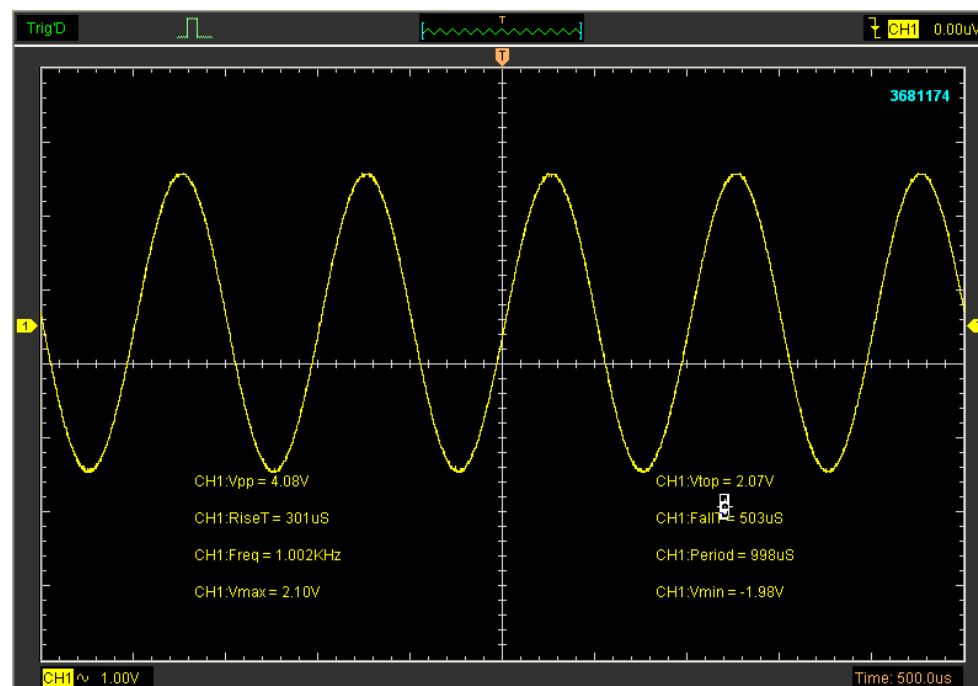 Trig'D
T
CH1 0.00uV
T
3681174
1
CH1:Vpp = 4.08V
CH1:Vtop = 2.07V
CH1:RiseT = 301uS
CH1:FallT = 503uS
CH1:Freq = 1.002KHz
CH1:Period = 998uS
CH1:Vmax = 2.10V
CH1:Vmin = -1.98V
CH1 ~ 1.00V
Time: 500.0us